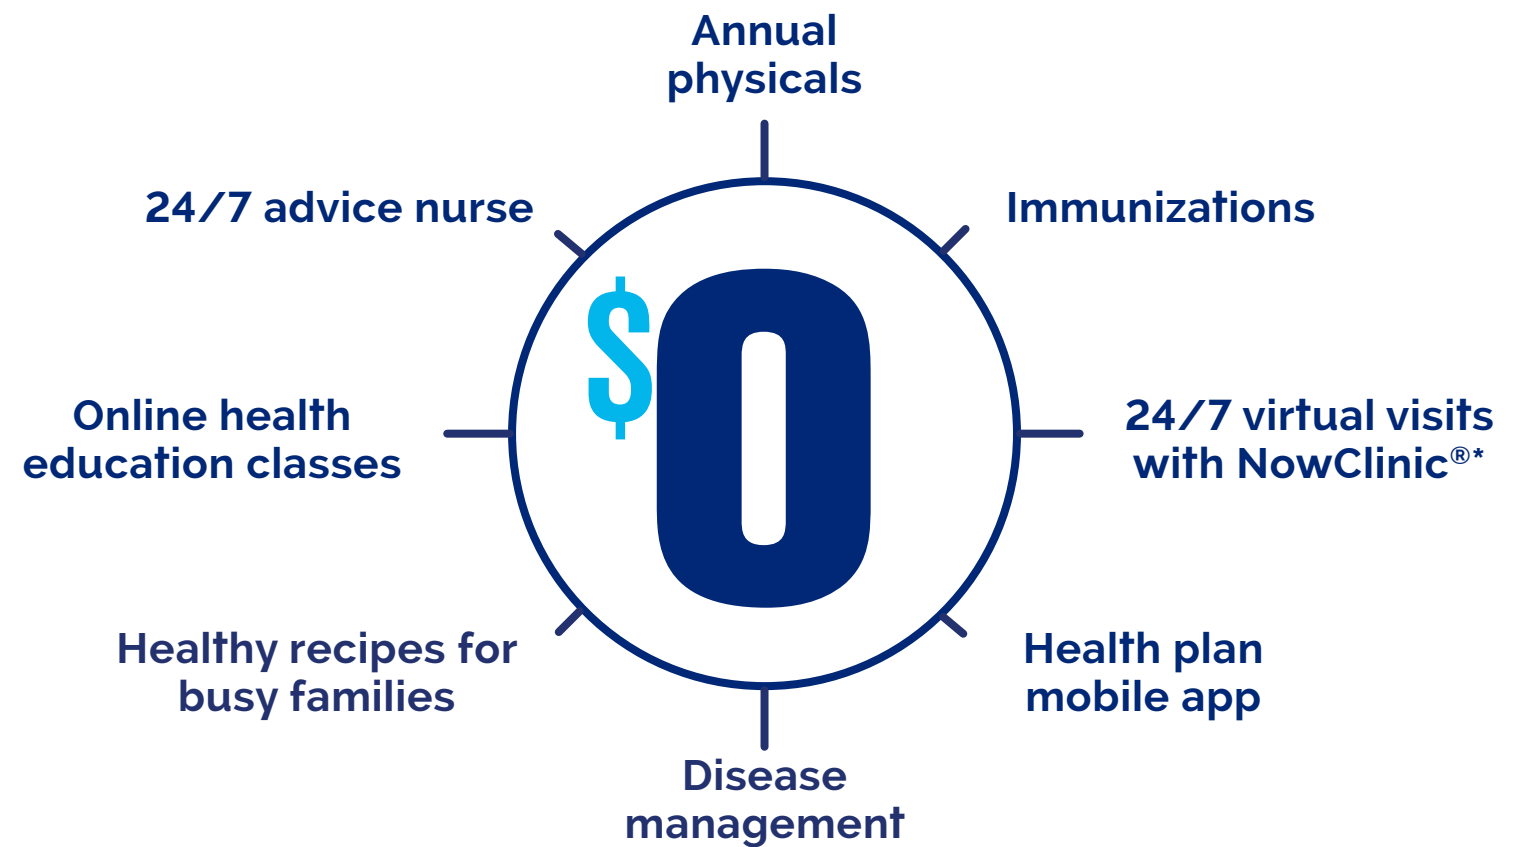 Annual
physicals
24/7 advice nurse
Immunizations
$0
Online health
education classes
24/7 virtual visits
with NowClinic®*
Healthy recipes for
busy families
Health plan
mobile app
Disease
management